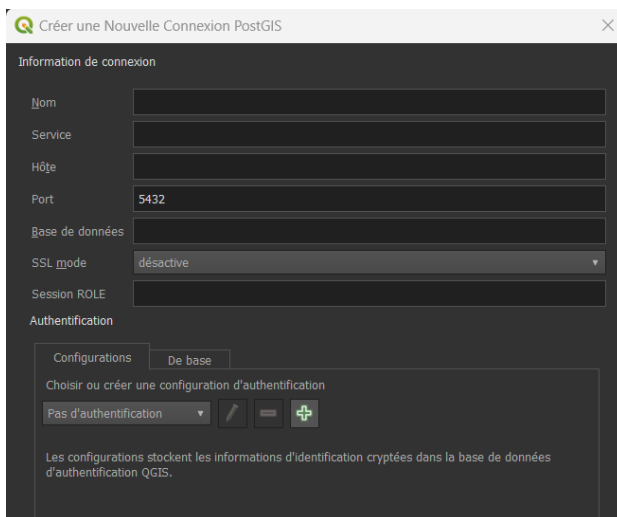 Créer une Nouvelle Connexion PostGIS
Information de connexion
Nom
Service
Hôte
Port 5432
Base de données
SSL mode désactive
Session ROLE
Authentification
Configurations De base
Choisir ou créer une configuration d'authentification
Pas d'authentification
Les configurations stockent les informations d'identification cryptées dans la base de données
d'authentification QGIS.